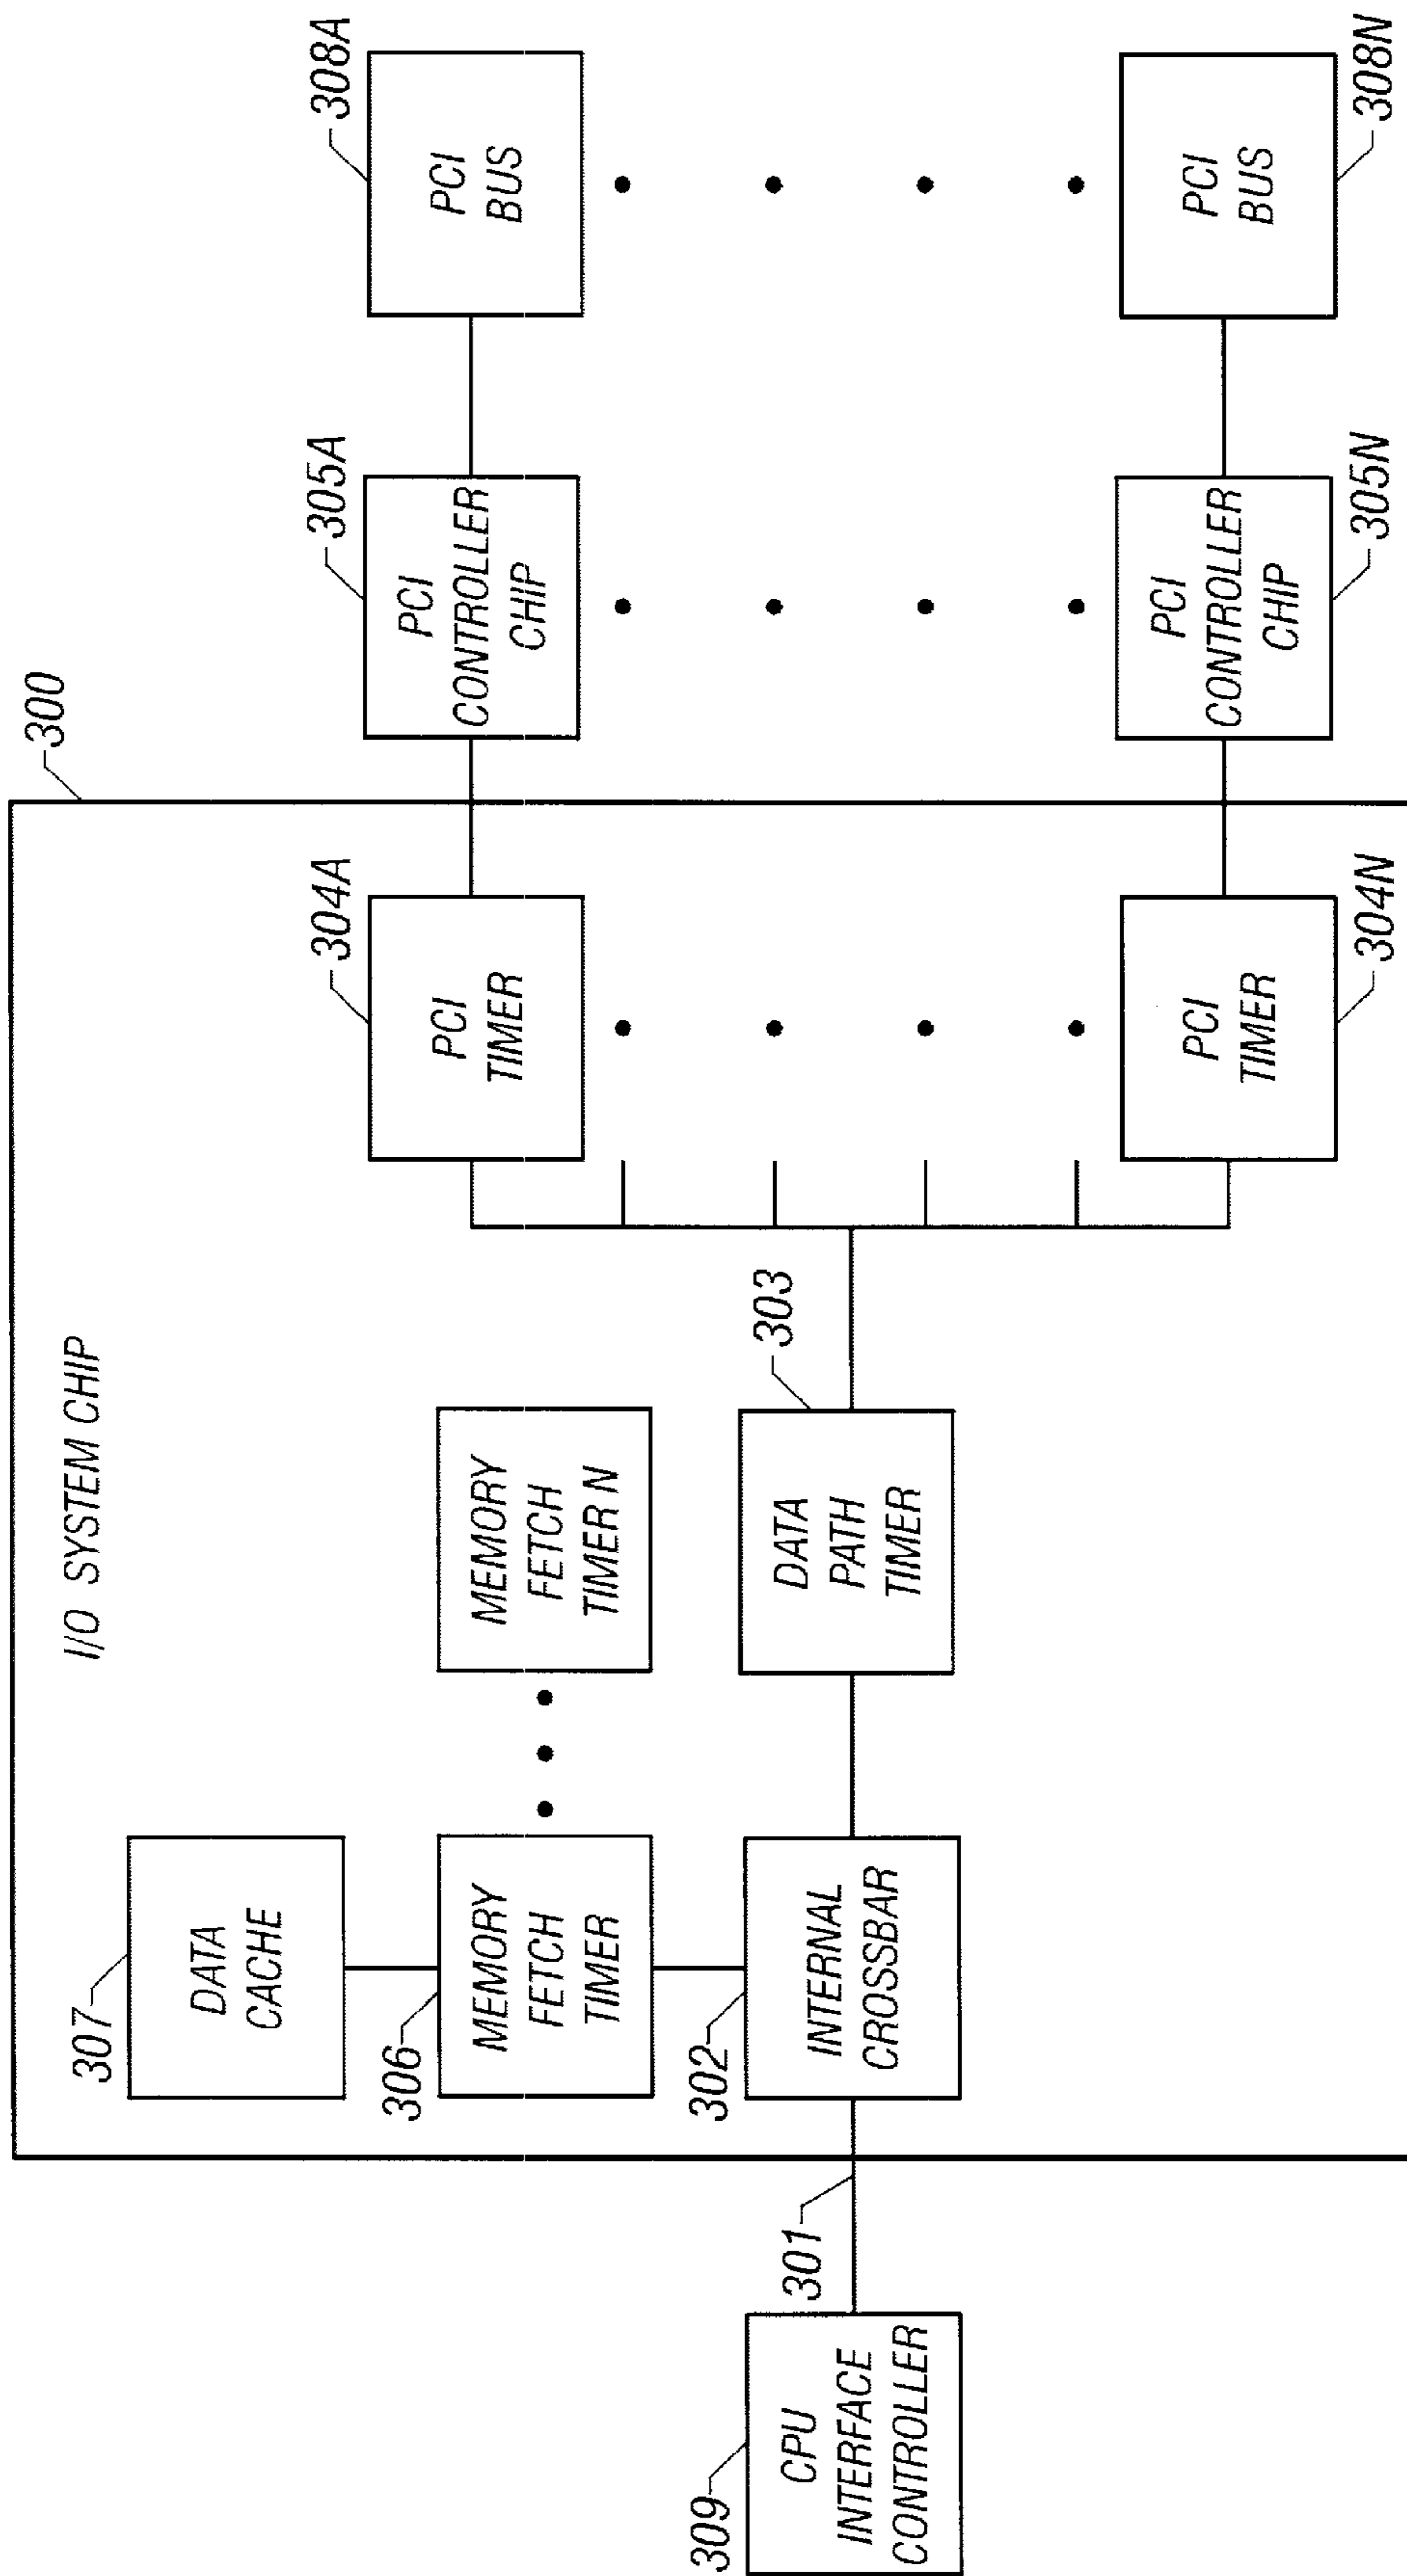 I/O SYSTEM CHIP
300
307
DATA
CACHE
306
MEMORY
FETCH
TIMER
MEMORY
FETCH
TIMER N
304A
PCI
TIMER
305A
PCI
CONTROLLER
CHIP
308A
PCI
BUS
309
CPU
INTERFACE
CONTROLLER
301
302
INTERNAL
CROSSBAR
303
DATA
PATH
TIMER
PCI
TIMER
304N
PCI
CONTROLLER
CHIP
305N
PCI
BUS
308N